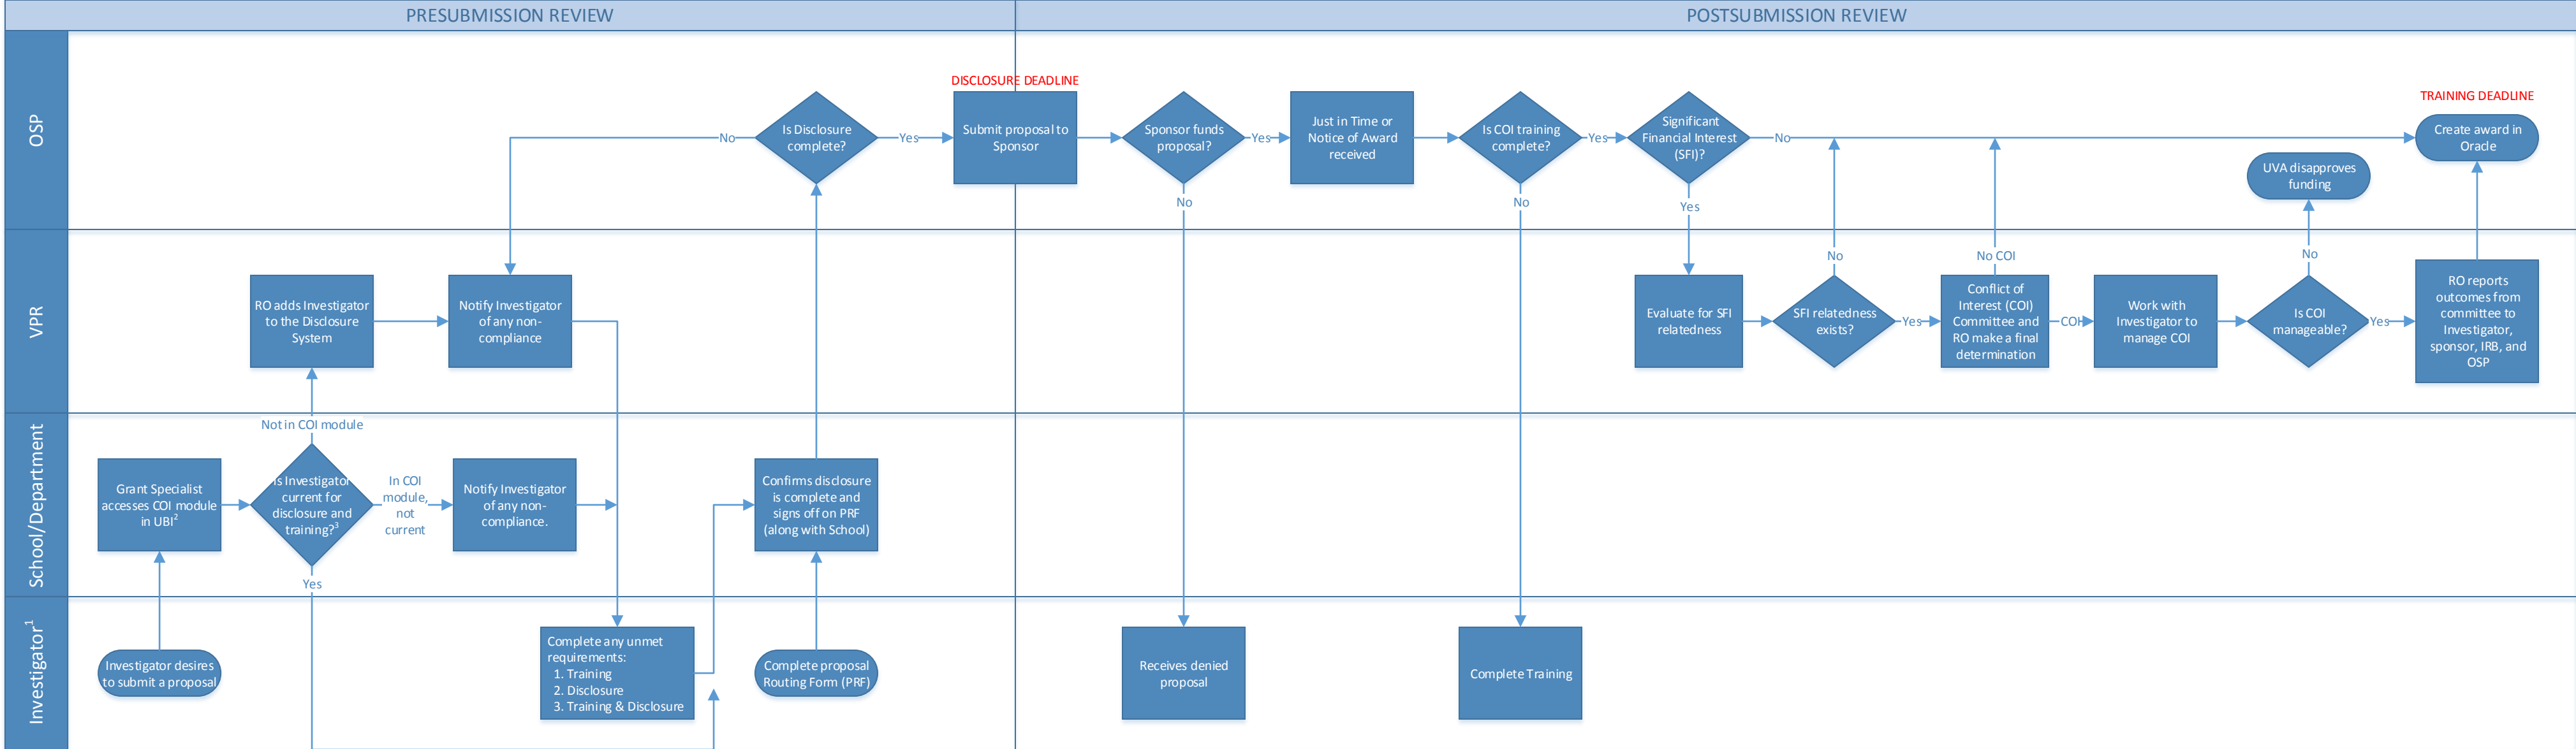 PRESUBMISSION REVIEW
POSTSUBMISSION REVIEW
OSP
DISCLOSURE DEADLINE
TRAINING DEADLINE
No
Is Disclosure
complete?
Yes
Submit proposal to
Sponsor
Sponsor funds
proposal?
Yes
No
Just in Time or
Notice of Award
received
Is COI training
complete?
Yes
No
Significant
Financial Interest
(SFI)?
No
Yes
Create award in
Oracle
UVA disapproves
funding
VPR
RO adds Investigator
to the Disclosure
System
Notify Investigator
of any non-
compliance
Evaluate for SFI
relatedness
No
SFI relatedness
exists?
Yes
No COI
Conflict of
Interest (COI)
Committee and
RO make a final
determination
COI
Work with
Investigator to
manage COI
No
Is COI
manageable?
Yes
RO reports
outcomes from
committee to
Investigator,
sponsor, IRB, and
OSP
School/Department
Not in COI module
Grant Specialist
accesses COI module
in UBI2
Is Investigator
current for
disclosure and
training?3
In COI
module,
not
current
Notify Investigator
of any non-
compliance.
Confirms disclosure
is complete and
signs off on PRF
(along with School)
Yes
Investigator1
Investigator desires
to submit a proposal
Complete any unmet
requirements:
1. Training
2. Disclosure
3. Training & Disclosure
Complete proposal
Routing Form (PRF)
Receives denied
proposal
Complete Training